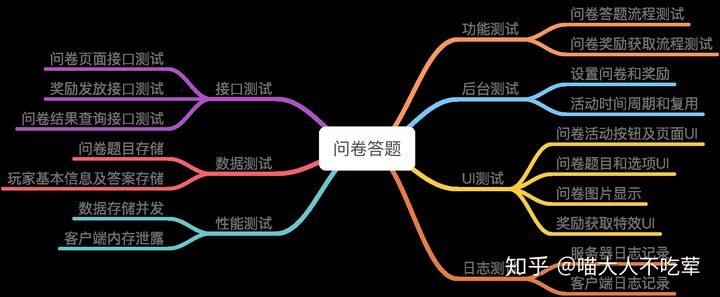 问卷答题
功能测试
问卷答题流程测试
问卷奖励获取流程测试
后台测试
设置问卷和奖励
活动时间周期和复用
UI测试
问卷活动按钮及页面UI
问卷题目和选项UI
问卷图片显示
奖励获取特效UI
日志测试
服务器日志记录
客户端日志记录
接口测试
问卷页面接口测试
奖励发放接口测试
问卷结果查询接口测试
数据测试
问卷题目存储
玩家基本信息及答案存储
性能测试
数据存储并发
客户端内存泄露
知乎 @喵大人不吃荤